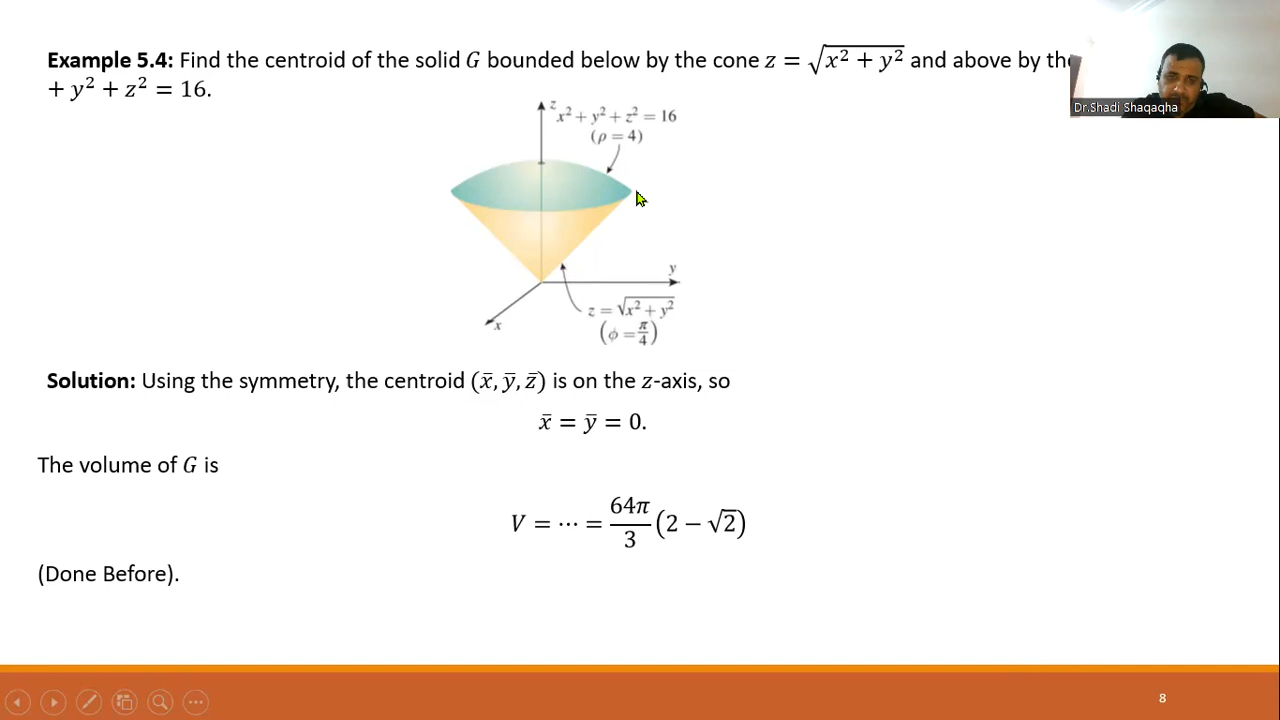 Example 5.4: Find the centroid of the solid G bounded below by the cone z = √(x² + y²) and above by the
+ y² + z² = 16.
z
x² + y² + z² = 16
(ρ = 4)
y
z = √(x² + y²)
(ϕ = π/4)
x
Dr.Shadi Shaqaqha
Solution: Using the symmetry, the centroid (x̄, ȳ, z̄) is on the z-axis, so
x̄ = ȳ = 0.
The volume of G is
V = ⋯ = 64π/3 (2 − √2)
(Done Before).
8